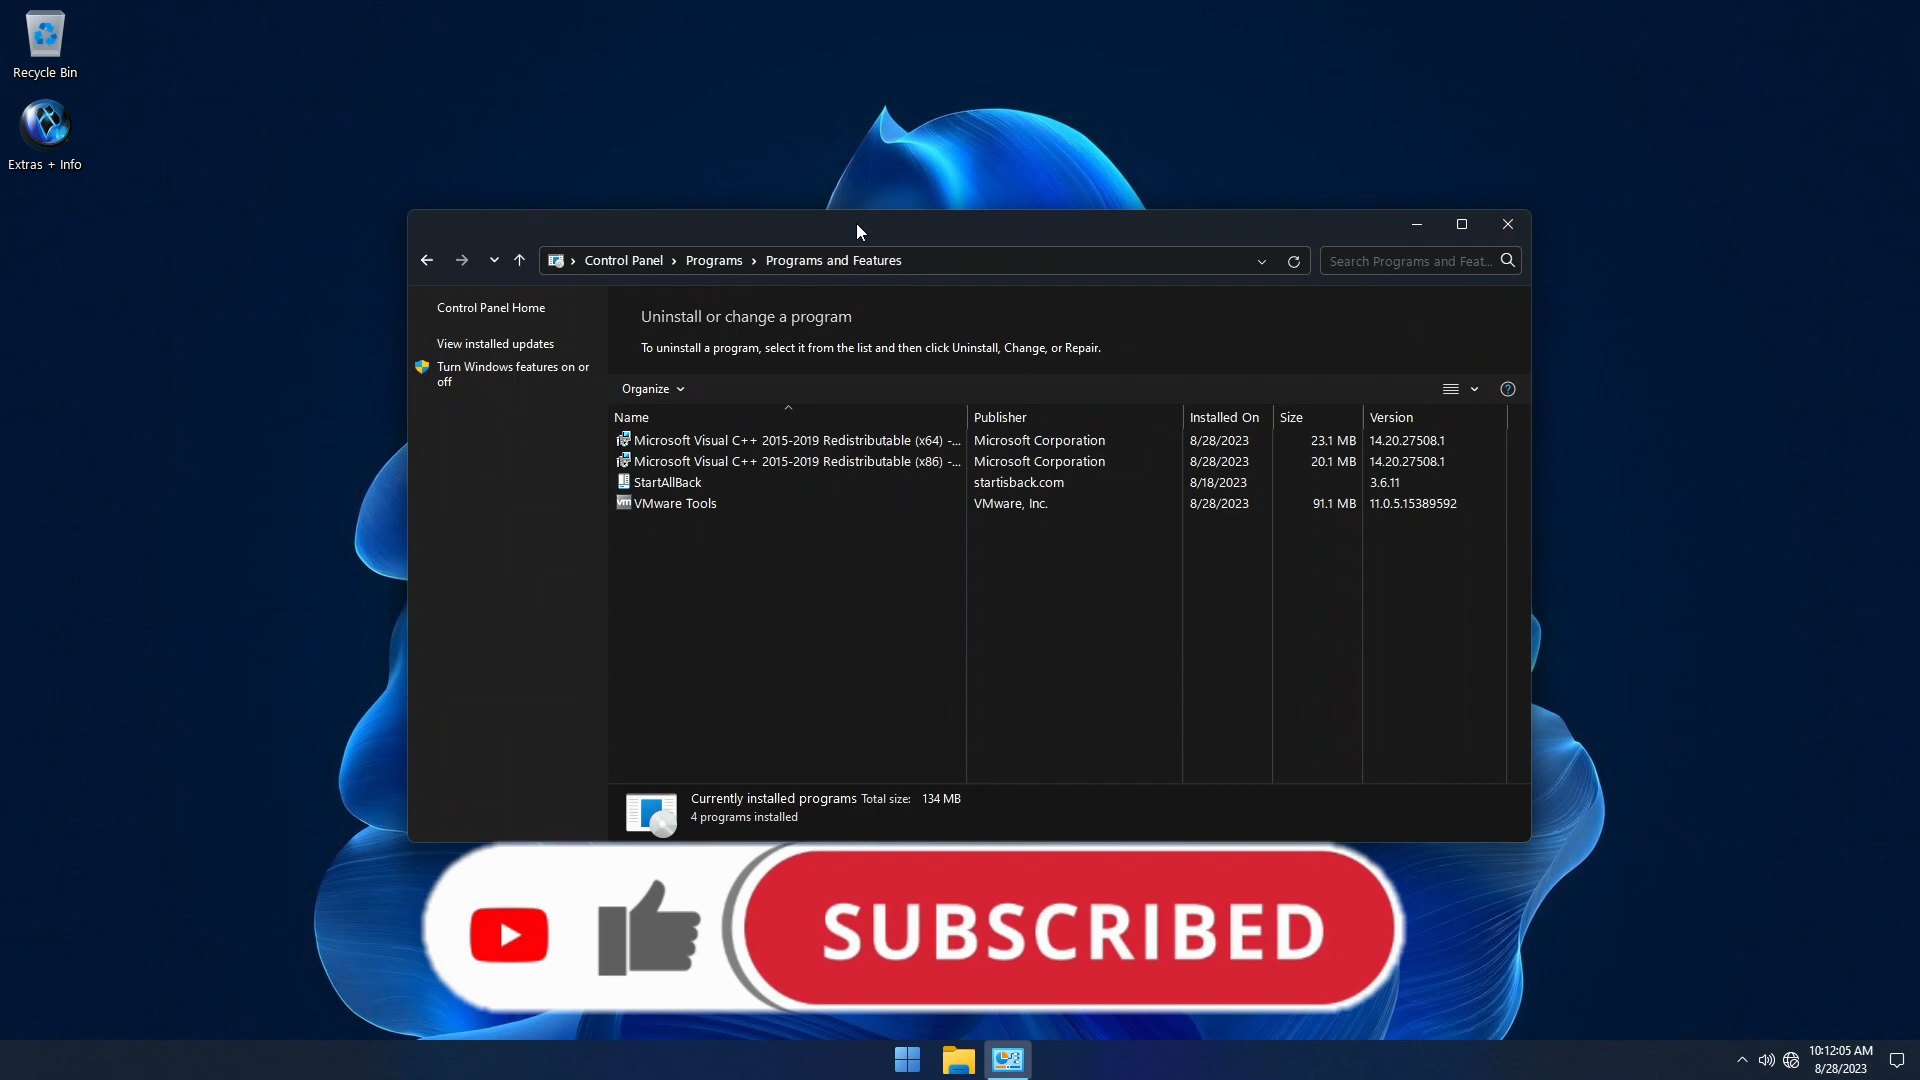 Recycle Bin
Extras + Info
Control Panel › Programs › Programs and Features
Search Programs and Feat...
Control Panel Home
View installed updates
Turn Windows features on or
off
Uninstall or change a program
To uninstall a program, select it from the list and then click Uninstall, Change, or Repair.
Organize
Name Publisher Installed On Size Version
Microsoft Visual C++ 2015-2019 Redistributable (x64) -... Microsoft Corporation 8/28/2023 23.1 MB 14.20.27508.1
Microsoft Visual C++ 2015-2019 Redistributable (x86) -... Microsoft Corporation 8/28/2023 20.1 MB 14.20.27508.1
StartAllBack startisback.com 8/18/2023 3.6.11
vm VMware Tools VMware, Inc. 8/28/2023 91.1 MB 11.0.5.15389592
Currently installed programs Total size: 134 MB
4 programs installed
SUBSCRIBED
10:12:05 AM
8/28/2023